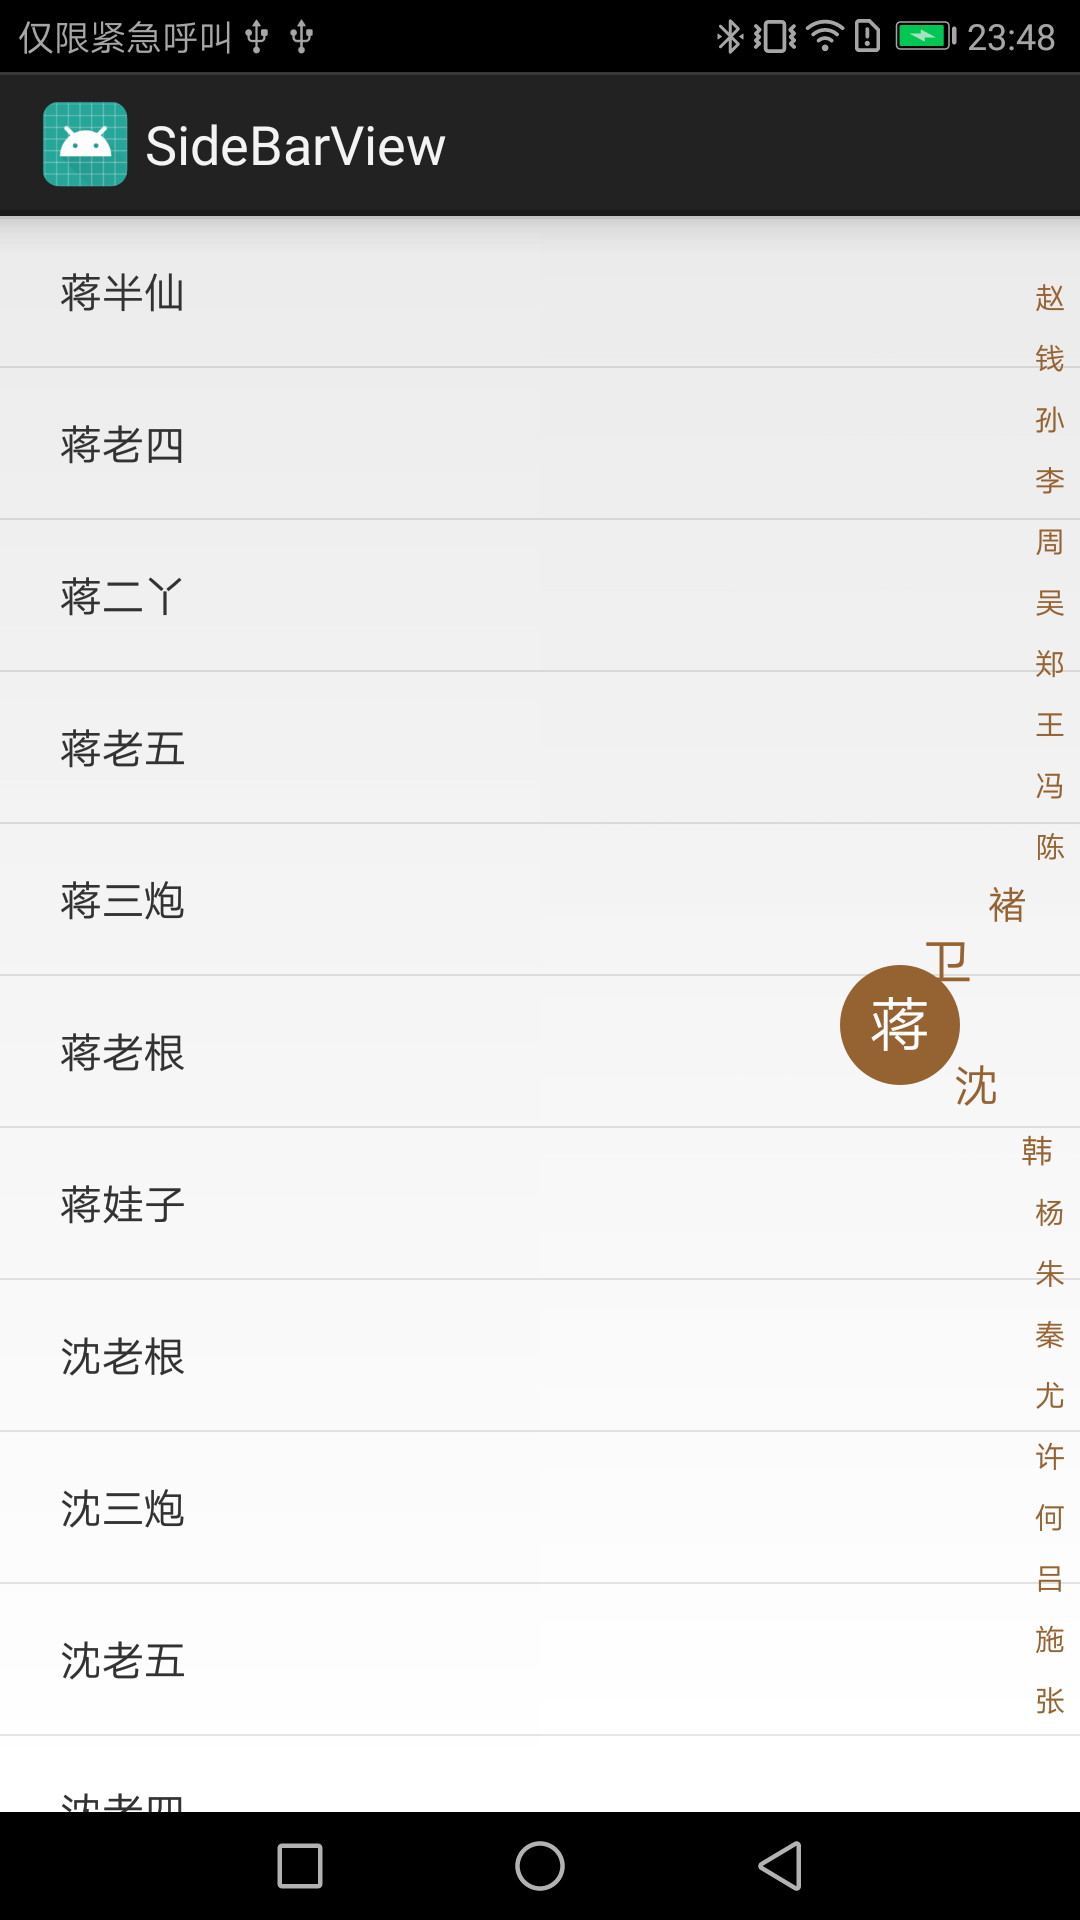 仅限紧急呼叫 23:48
SideBarView
蒋半仙
蒋老四
蒋二丫
蒋老五
蒋三炮
蒋老根
蒋娃子
沈老根
沈三炮
沈老五
沈老四
赵
钱
孙
李
周
吴
郑
王
冯
陈
褚
卫
蒋
沈
韩
杨
朱
秦
尤
许
何
吕
施
张